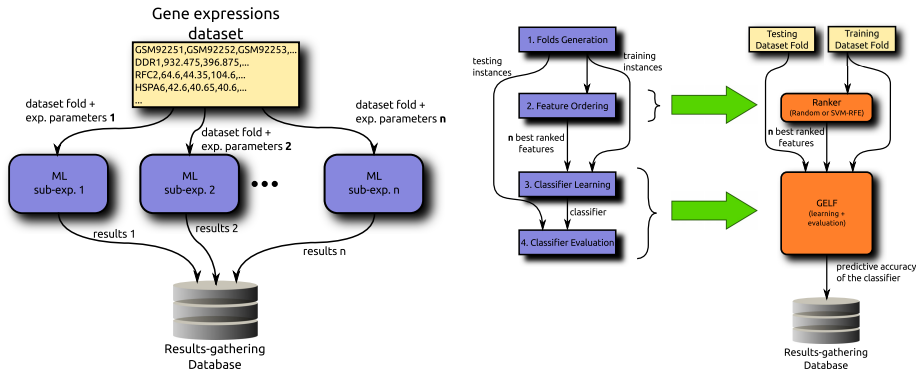 Gene expressions
dataset
GSM92251,GSM92252,GSM92253,...
DDR1,932.475,396.875,...
RFC2,64.6,44.35,104.6,...
HSPA6,42.6,40.65,40.6,...
...
dataset fold +
exp. parameters 1
dataset fold +
exp. parameters 2
dataset fold +
exp. parameters n
ML
sub-exp. 1
ML
sub-exp. 2
ML
sub-exp. n
results 1
results 2
results n
Results-gathering
Database
1. Folds Generation
testing
instances
training
instances
2. Feature Ordering
n best ranked
features
3. Classifier Learning
classifier
4. Classifier Evaluation
Testing
Dataset Fold
Training
Dataset Fold
Ranker
(Random or SVM-RFE)
n best ranked
features
GELF
(learning +
evaluation)
predictive accuracy
of the classifier
Results-gathering
Database